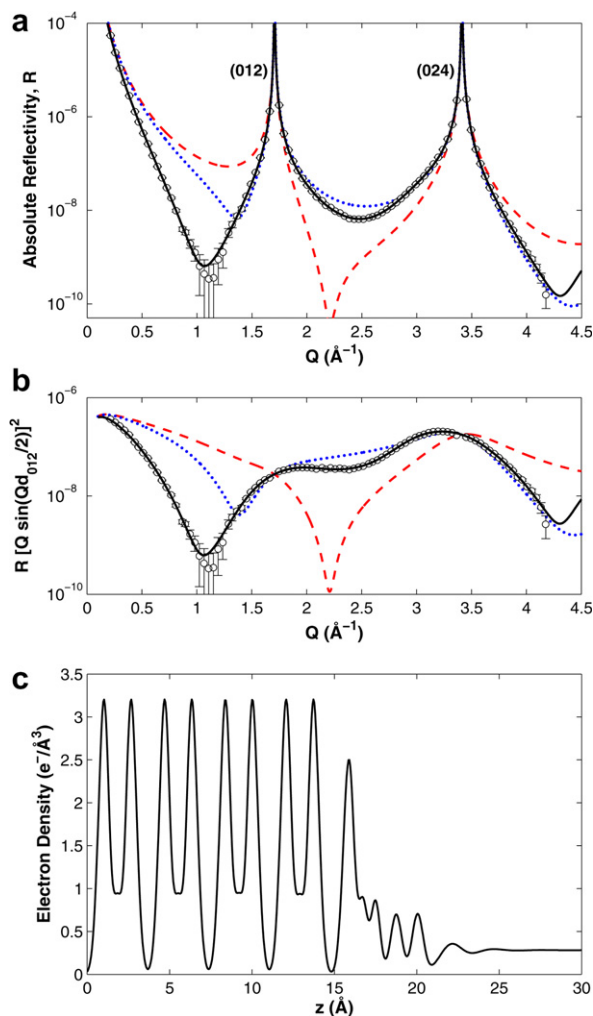 a
10⁻⁴
10⁻⁶
10⁻⁸
10⁻¹⁰
Absolute Reflectivity, R
(012)
(024)
0 0.5 1 1.5 2 2.5 3 3.5 4 4.5
Q (Å⁻¹)
b
10⁻⁶
10⁻⁸
10⁻¹⁰
R [Q sin(Qd₀₁₂/2)]²
0 0.5 1 1.5 2 2.5 3 3.5 4 4.5
Q (Å⁻¹)
c
3.5
3
2.5
2
1.5
1
0.5
0
Electron Density (e⁻/Å³)
0 5 10 15 20 25 30
z (Å)